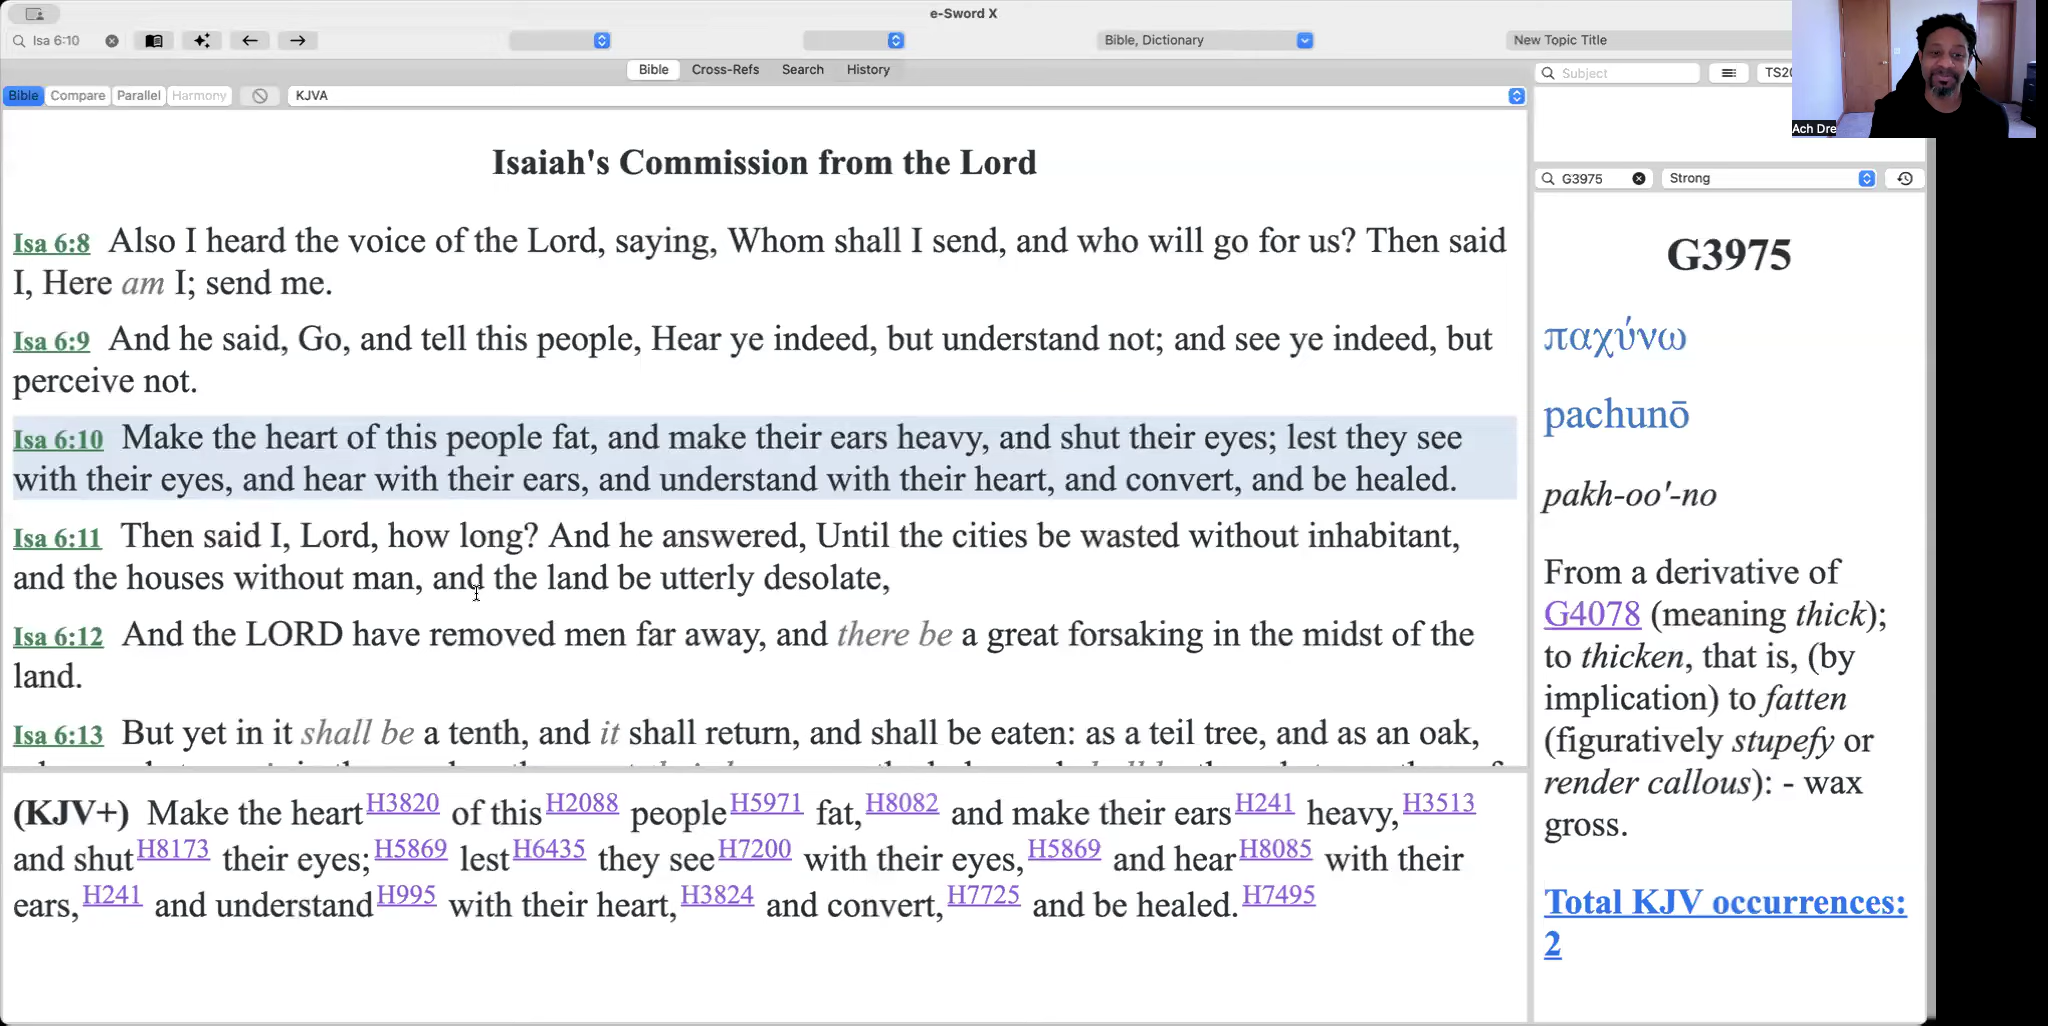 e-Sword X
Isa 6:10
Bible, Dictionary
New Topic Title
Bible Cross-Refs Search History
Subject
TS20
Bible Compare Parallel Harmony
KJVA
Ach Dre
Isaiah's Commission from the Lord
Isa 6:8 Also I heard the voice of the Lord, saying, Whom shall I send, and who will go for us? Then said
I, Here am I; send me.
Isa 6:9 And he said, Go, and tell this people, Hear ye indeed, but understand not; and see ye indeed, but
perceive not.
Isa 6:10 Make the heart of this people fat, and make their ears heavy, and shut their eyes; lest they see
with their eyes, and hear with their ears, and understand with their heart, and convert, and be healed.
Isa 6:11 Then said I, Lord, how long? And he answered, Until the cities be wasted without inhabitant,
and the houses without man, and the land be utterly desolate,
Isa 6:12 And the LORD have removed men far away, and there be a great forsaking in the midst of the
land.
Isa 6:13 But yet in it shall be a tenth, and it shall return, and shall be eaten: as a teil tree, and as an oak,
(KJV+) Make the heart H3820 of this H2088 people H5971 fat, H8082 and make their ears H241 heavy, H3513
and shut H8173 their eyes; H5869 lest H6435 they see H7200 with their eyes, H5869 and hear H8085 with their
ears, H241 and understand H995 with their heart, H3824 and convert, H7725 and be healed. H7495
G3975
Strong
G3975
παχύνω
pachunō
pakh-oo'-no
From a derivative of
G4078 (meaning thick);
to thicken, that is, (by
implication) to fatten
(figuratively stupefy or
render callous): - wax
gross.
Total KJV occurrences:
2